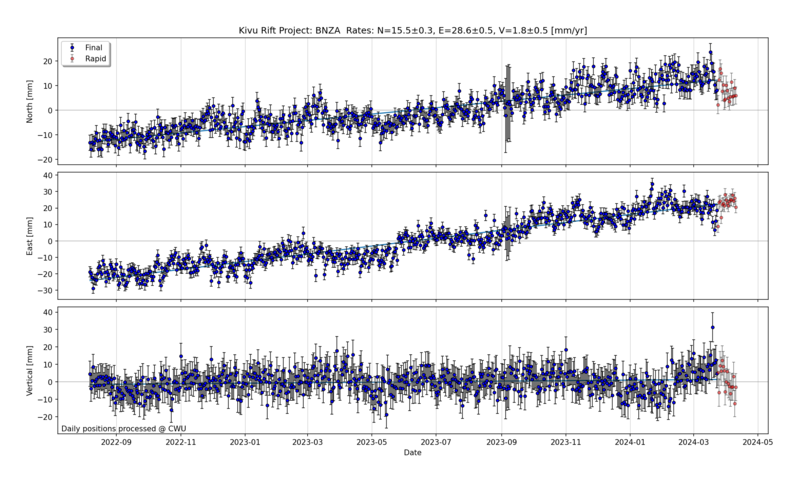 Kivu Rift Project: BNZA  Rates: N=15.5±0.3, E=28.6±0.5, V=1.8±0.5 [mm/yr]
Final
Rapid
North [mm]
20
10
0
−10
−20
East [mm]
40
30
20
10
0
−10
−20
−30
Vertical [mm]
40
30
20
10
0
−10
−20
Daily positions processed @ CWU
2022-09 2022-11 2023-01 2023-03 2023-05 2023-07 2023-09 2023-11 2024-01 2024-03 2024-05
Date